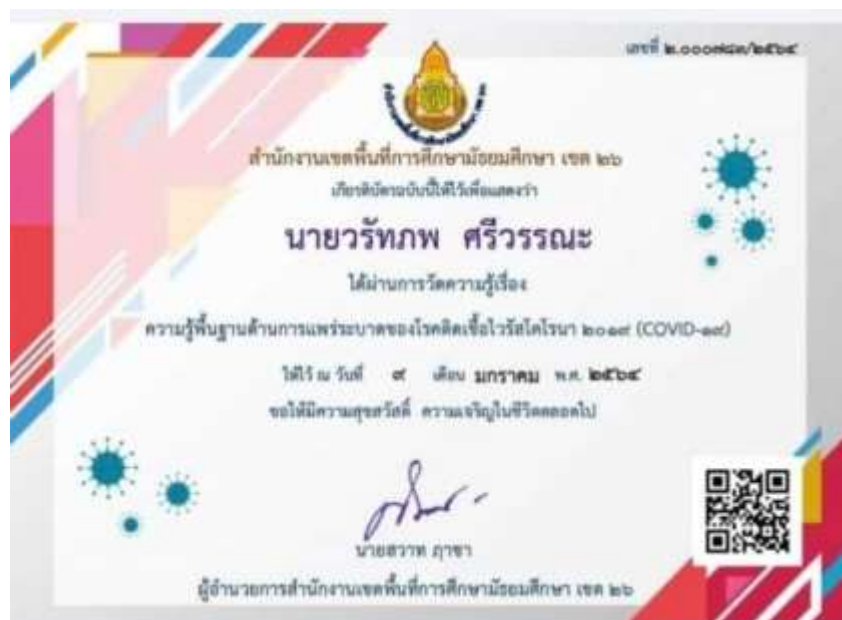 เลขที่ ๒.๐๐๐๗๘๓/๒๕๖๔
สำนักงานเขตพื้นที่การศึกษามัธยมศึกษา เขต ๒๖
เกียรติบัตรฉบับนี้ให้ไว้เพื่อแสดงว่า
นายวรัทภพ ศรีวรรณะ
ได้ผ่านการวัดความรู้เรื่อง
ความรู้พื้นฐานด้านการแพร่ระบาดของโรคติดเชื้อไวรัสโคโรนา ๒๐๑๙ (COVID-๑๙)
ให้ไว้ ณ วันที่ ๙ เดือน มกราคม พ.ศ. ๒๕๖๔
ขอให้มีความสุขสวัสดิ์ ความเจริญในชีวิตตลอดไป
นายสวาท ฦาชา
ผู้อำนวยการสำนักงานเขตพื้นที่การศึกษามัธยมศึกษา เขต ๒๖